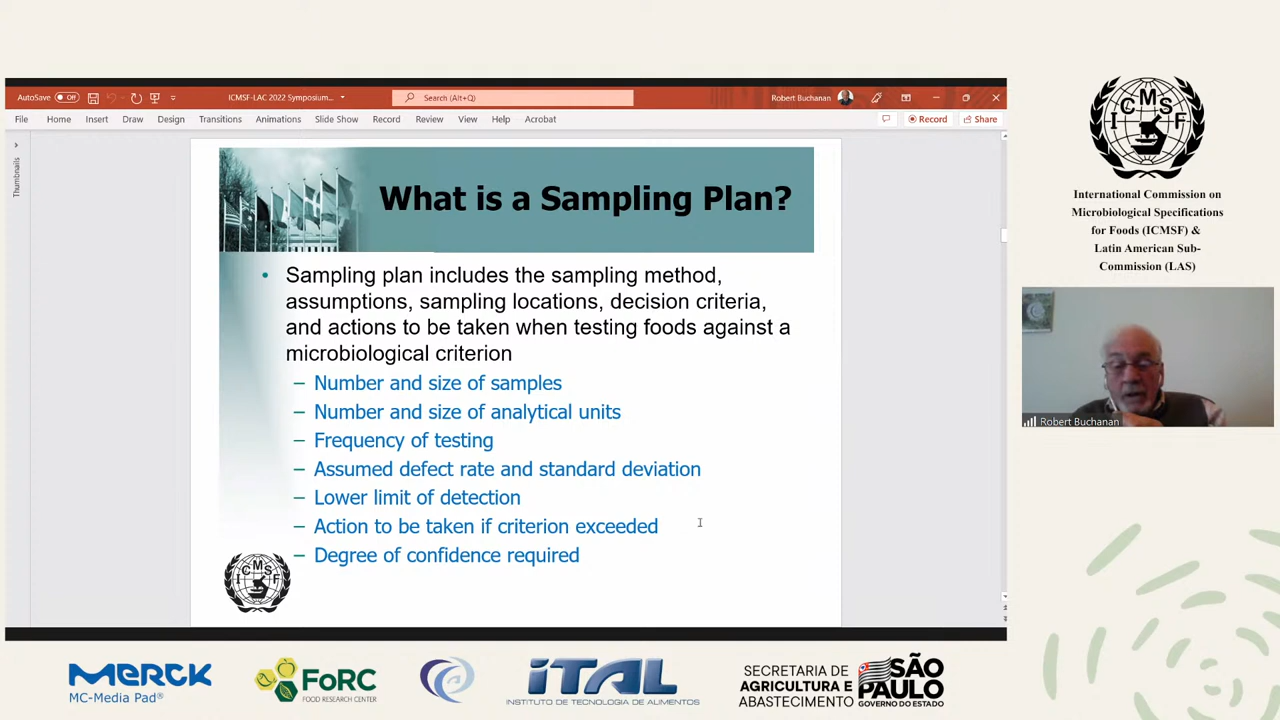 AutoSave Off
ICMSF-LAC 2022 Symposium...
Search (Alt+Q)
Robert Buchanan
File Home Insert Draw Design Transitions Animations Slide Show Record Review View Help Acrobat
Record Share
Thumbnails
What is a Sampling Plan?
• Sampling plan includes the sampling method,
assumptions, sampling locations, decision criteria,
and actions to be taken when testing foods against a
microbiological criterion
– Number and size of samples
– Number and size of analytical units
– Frequency of testing
– Assumed defect rate and standard deviation
– Lower limit of detection
– Action to be taken if criterion exceeded
– Degree of confidence required
ICMSF
ICMSF
International Commission on
Microbiological Specifications
for Foods (ICMSF) &
Latin American Sub-
Commission (LAS)
Robert Buchanan
MERCK
MC-Media Pad®
FoRC
FOOD RESEARCH CENTER
iTAL
INSTITUTO DE TECNOLOGIA DE ALIMENTOS
SECRETARIA DE
AGRICULTURA E
ABASTECIMENTO
SÃO
PAULO
GOVERNO DO ESTADO